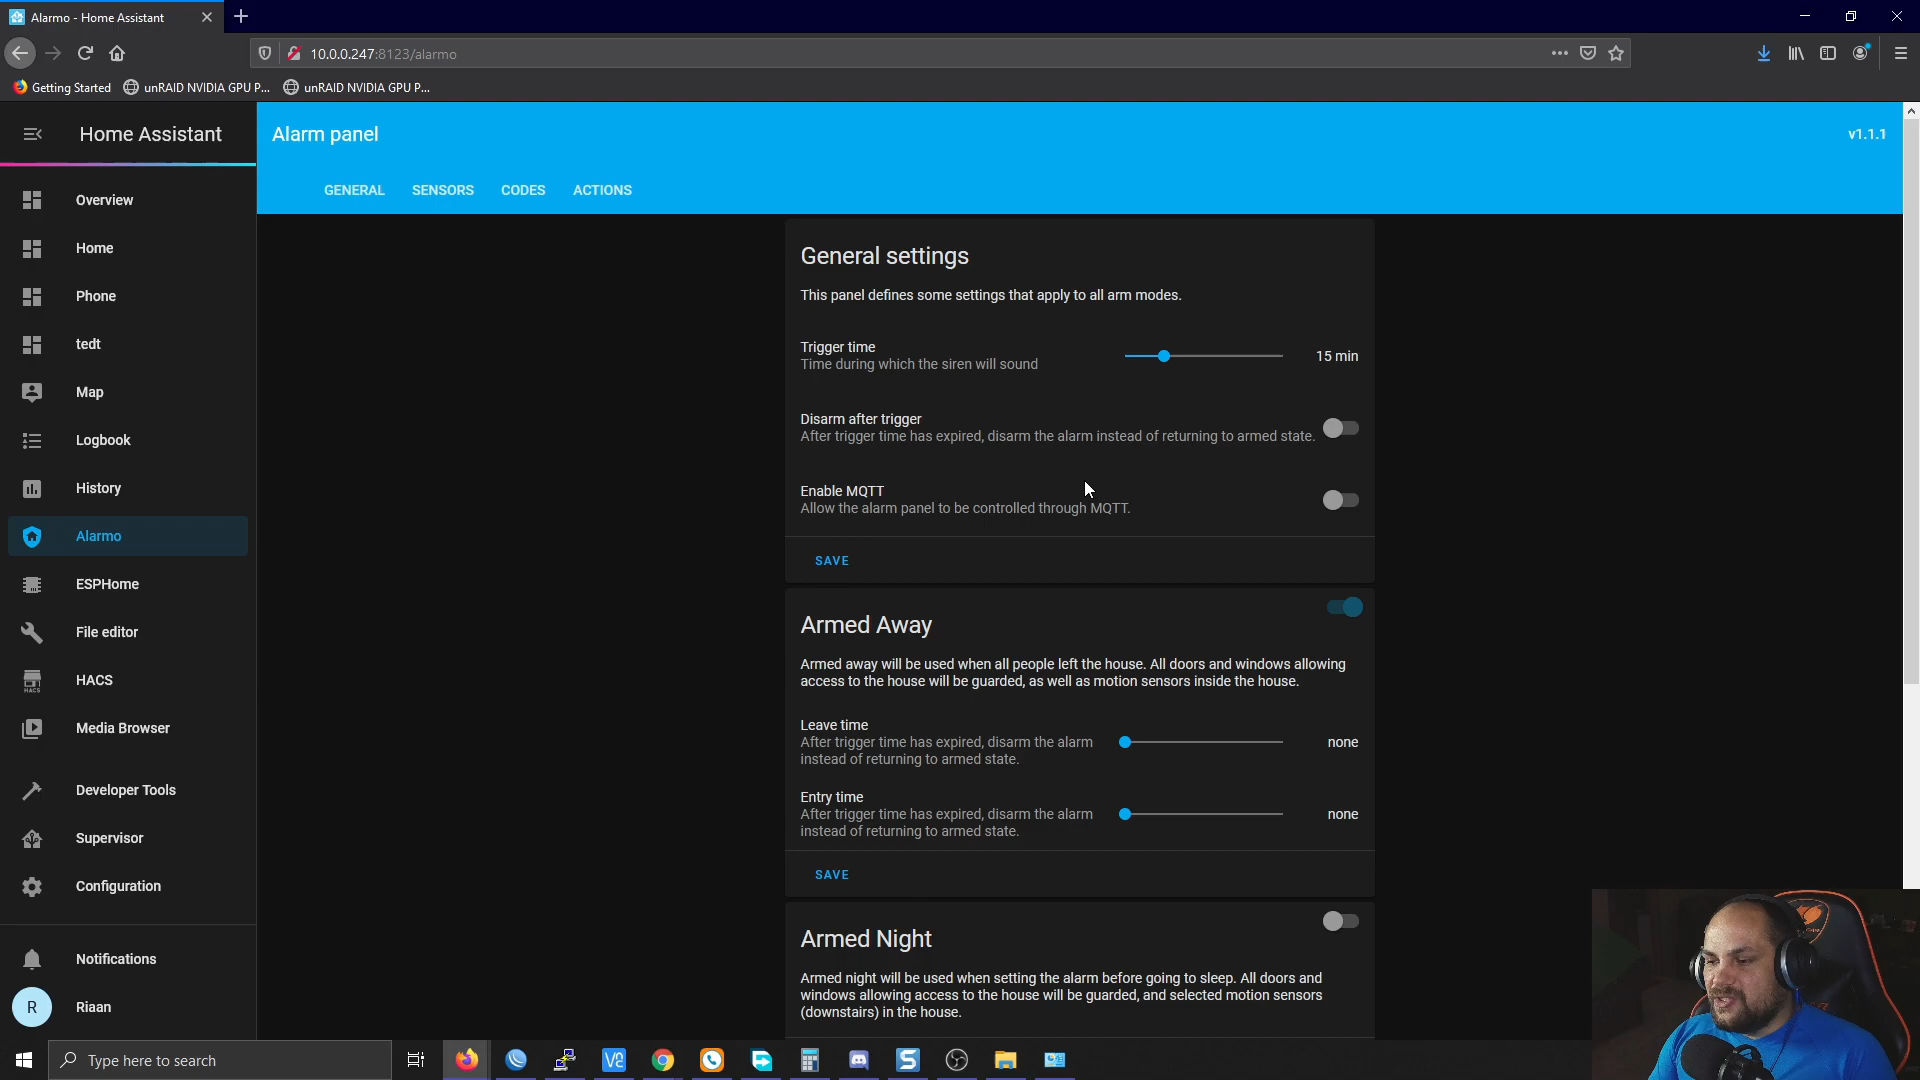 Alarmo - Home Assistant
10.0.0.247:8123/alarmo
Getting Started
unRAID NVIDIA GPU P...
unRAID NVIDIA GPU P...
Home Assistant
Alarm panel
v1.1.1
GENERAL
SENSORS
CODES
ACTIONS
Overview
Home
Phone
tedt
Map
Logbook
History
Alarmo
ESPHome
File editor
HACS
HACS
Media Browser
Developer Tools
Supervisor
Configuration
Notifications
R
Riaan
General settings
This panel defines some settings that apply to all arm modes.
Trigger time
Time during which the siren will sound
15 min
Disarm after trigger
After trigger time has expired, disarm the alarm instead of returning to armed state.
Enable MQTT
Allow the alarm panel to be controlled through MQTT.
SAVE
Armed Away
Armed away will be used when all people left the house. All doors and windows allowing
access to the house will be guarded, as well as motion sensors inside the house.
Leave time
After trigger time has expired, disarm the alarm
instead of returning to armed state.
none
Entry time
After trigger time has expired, disarm the alarm
instead of returning to armed state.
none
SAVE
Armed Night
Armed night will be used when setting the alarm before going to sleep. All doors and
windows allowing access to the house will be guarded, and selected motion sensors
(downstairs) in the house.
Type here to search